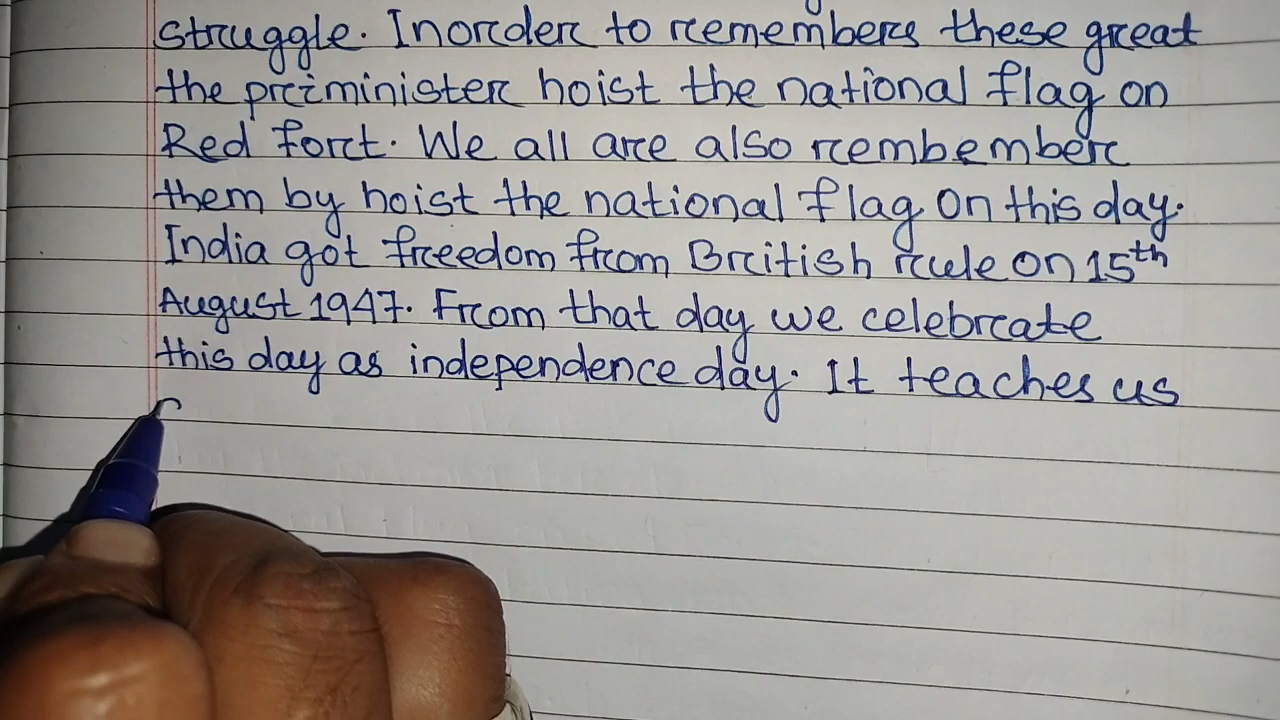 struggle. Inorder to remembers these great
the priminister hoist the national flag on
Red fort. We all are also rembember
them by hoist the national flag on this day.
India got freedom from British rule on 15th
August 1947. From that day we celebrate
this day as independence day. It teaches us